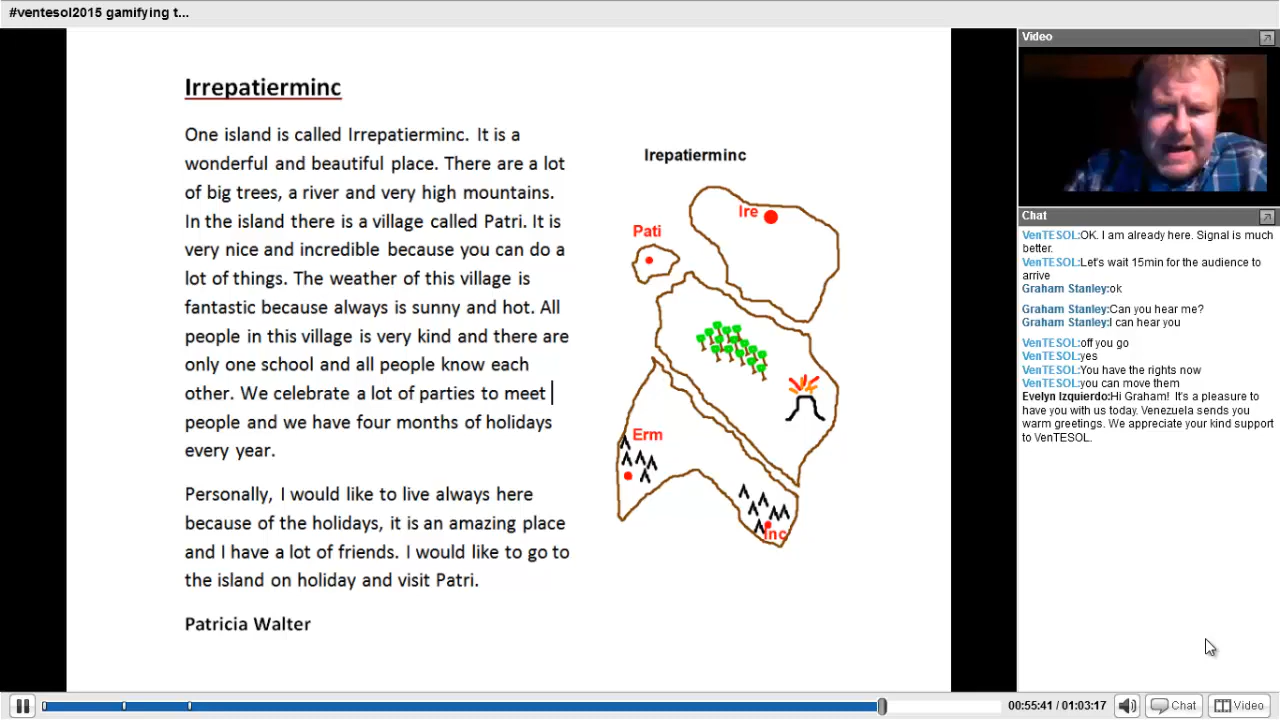 #ventesol2015 gamifying t...
Irrepatierminc
One island is called Irrepatierminc. It is a
wonderful and beautiful place. There are a lot
of big trees, a river and very high mountains.
In the island there is a village called Patri. It is
very nice and incredible because you can do a
lot of things. The weather of this village is
fantastic because always is sunny and hot. All
people in this village is very kind and there are
only one school and all people know each
other. We celebrate a lot of parties to meet
people and we have four months of holidays
every year.
Personally, I would like to live always here
because of the holidays, it is an amazing place
and I have a lot of friends. I would like to go to
the island on holiday and visit Patri.
Patricia Walter
Irepatierminc
Ire
Pati
Erm
Inc
Video
Chat
VenTESOL:OK. I am already here. Signal is much
better.
VenTESOL:Let's wait 15min for the audience to
arrive
Graham Stanley:ok
Graham Stanley:Can you hear me?
Graham Stanley:I can hear you
VenTESOL:off you go
VenTESOL:yes
VenTESOL:You have the rights now
VenTESOL:you can move them
Evelyn Izquierdo:Hi Graham! It's a pleasure to
have you with us today. Venezuela sends you
warm greetings. We appreciate your kind support
to VenTESOL.
00:55:41 / 01:03:17
Chat
Video